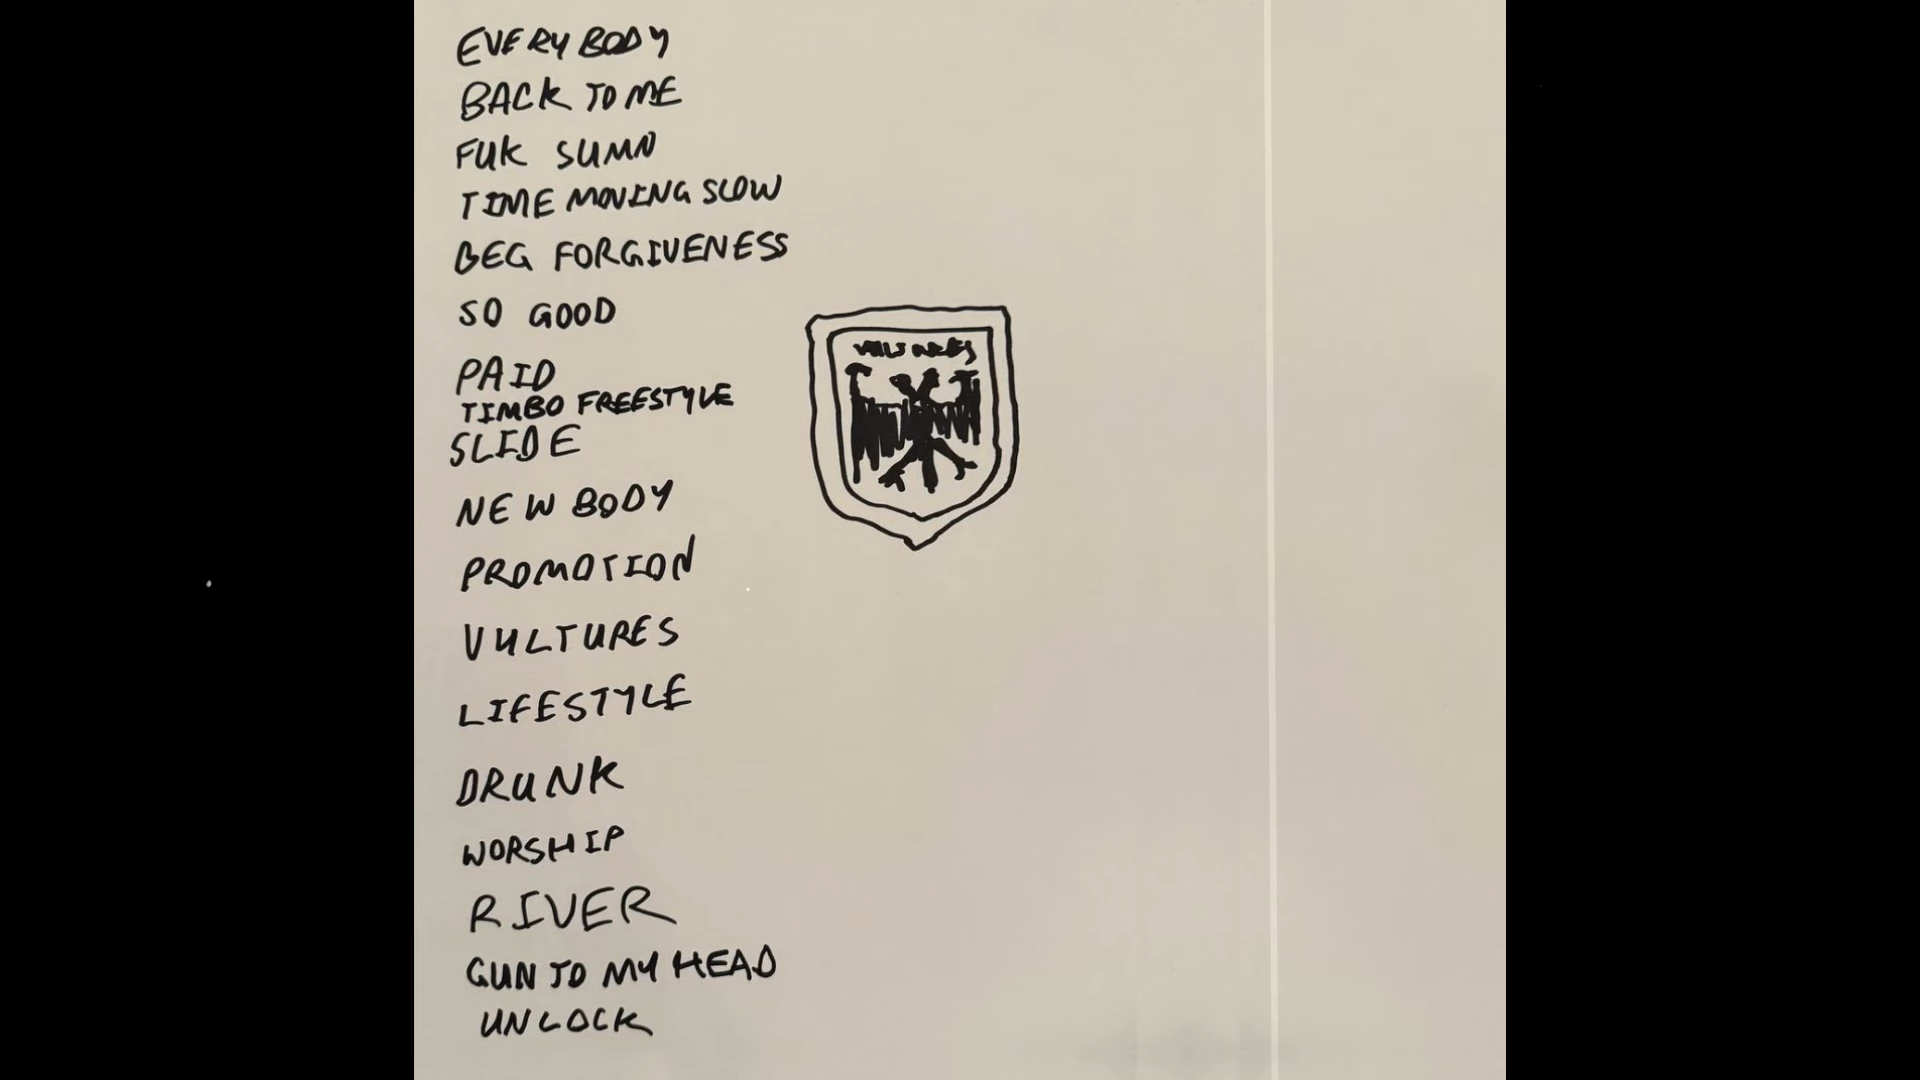 EVERYBODY
BACK TO ME
FUK SUMN
TIME MOVING SLOW
BEG FORGIVENESS
SO GOOD
PAID
TIMBO FREESTYLE
SLIDE
NEW BODY
PROMOTION
VULTURES
LIFESTYLE
DRUNK
WORSHIP
RIVER
GUN TO MY HEAD
UNLOCK
VULTURES